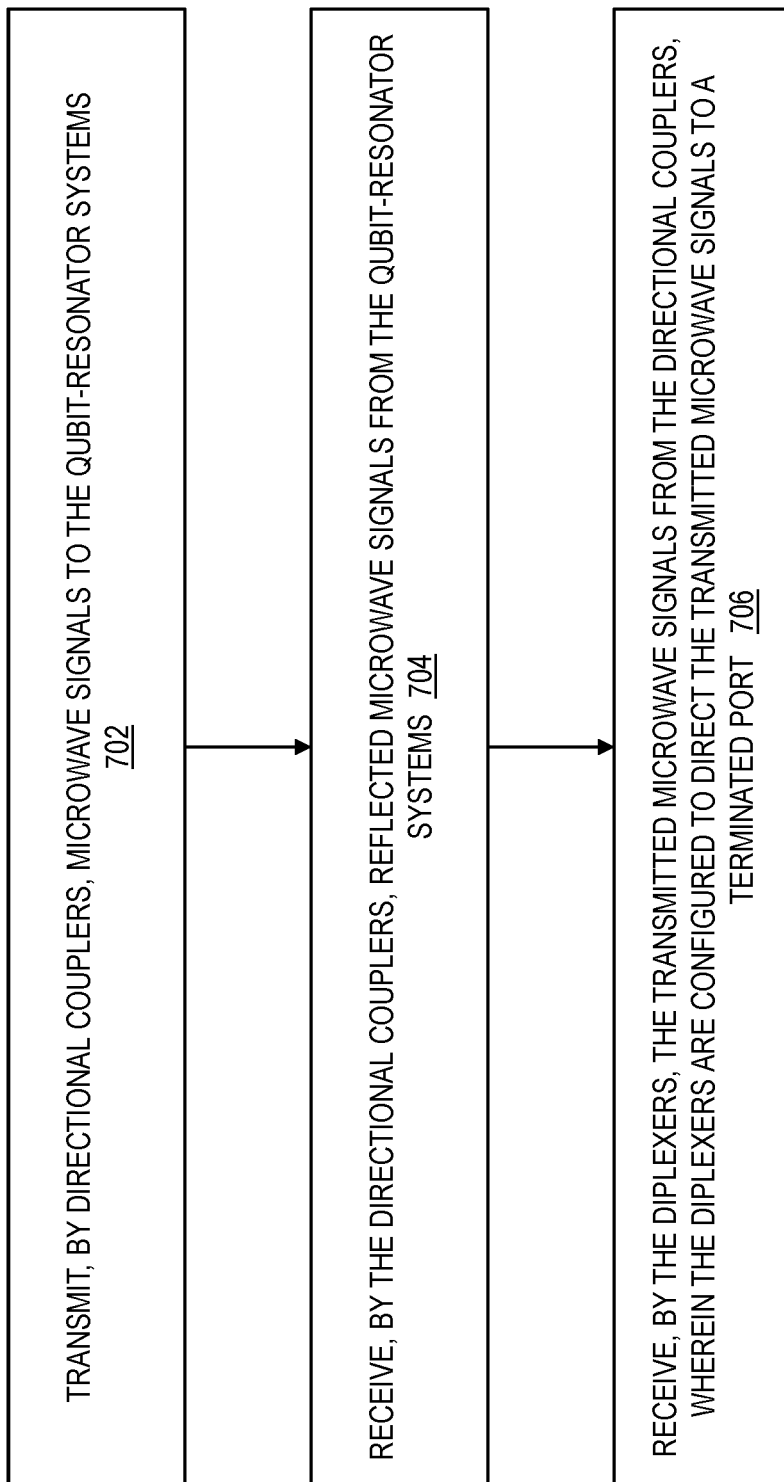 TRANSMIT, BY DIRECTIONAL COUPLERS, MICROWAVE SIGNALS TO THE QUBIT-RESONATOR SYSTEMS
702
RECEIVE, BY THE DIRECTIONAL COUPLERS, REFLECTED MICROWAVE SIGNALS FROM THE QUBIT-RESONATOR
SYSTEMS 704
RECEIVE, BY THE DIPLEXERS, THE TRANSMITTED MICROWAVE SIGNALS FROM THE DIRECTIONAL COUPLERS,
WHEREIN THE DIPLEXERS ARE CONFIGURED TO DIRECT THE TRANSMITTED MICROWAVE SIGNALS TO A
TERMINATED PORT 706